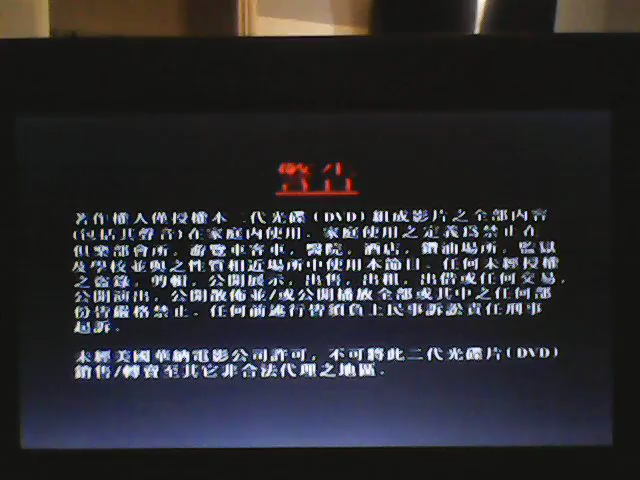 警告
著作權人僅授權本二代光碟(DVD)組成影片之全部內容
(包括其聲音)在家庭內使用．家庭使用之定義為禁止在
俱樂部會所，遊覽車客車，醫院，酒店，鑽油場所，監獄
及學校並與之性質相近場所中使用本節目．任何未經授權
之盜錄，剪輯，公開展示，出售，出租，出借或任何交易，
公開演出，公開散佈並/或公開播放全部或其中之任何部
份皆嚴格禁止．任何前述行皆須負上民事訴訟責任刑事
起訴．
未經美國華納電影公司許可，不可將此二代光碟片(DVD)
銷售/轉賣至其它非合法代理之地區．